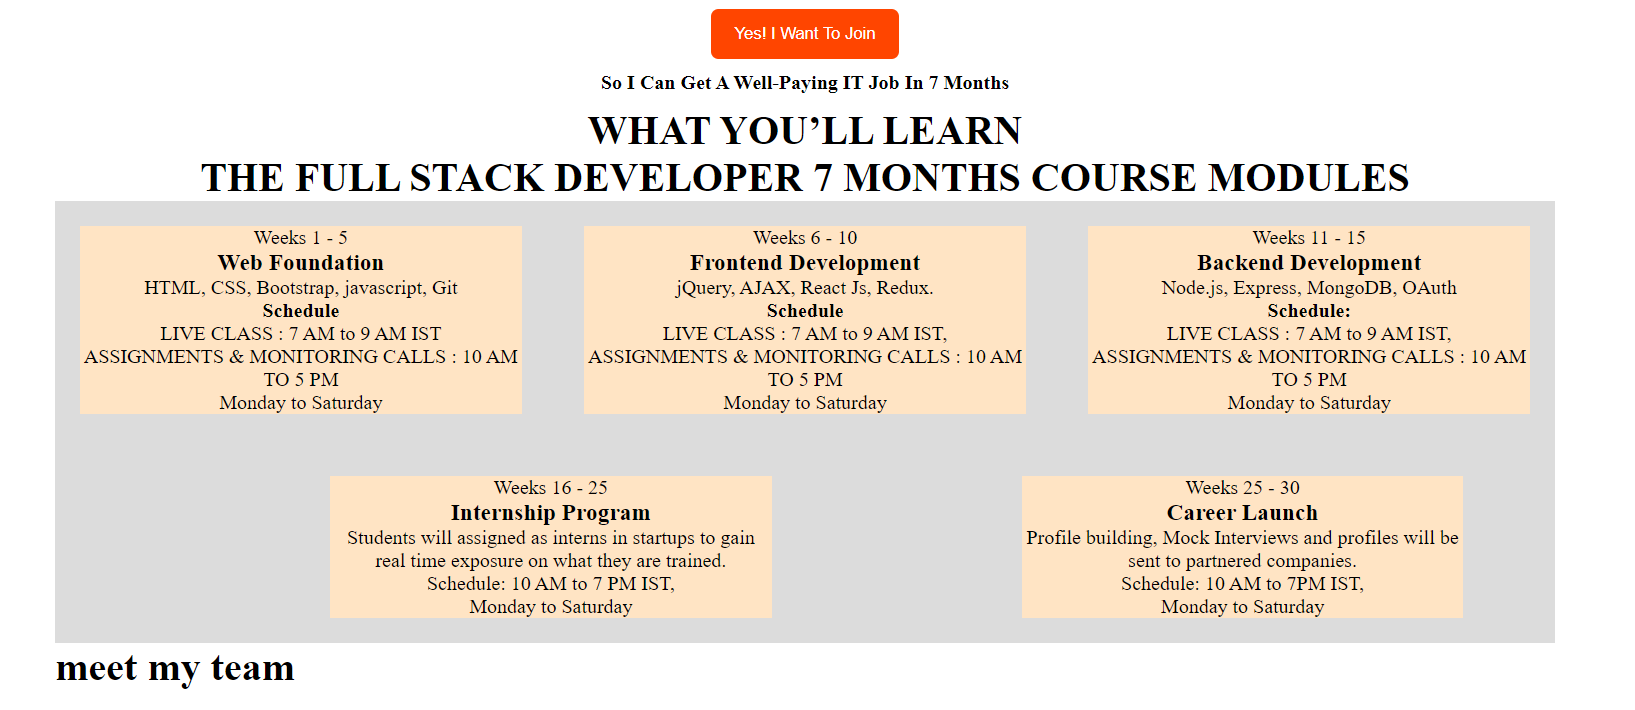 Yes! I Want To Join
So I Can Get A Well-Paying IT Job In 7 Months
WHAT YOU’LL LEARN
THE FULL STACK DEVELOPER 7 MONTHS COURSE MODULES
Weeks 1 - 5
Web Foundation
HTML, CSS, Bootstrap, javascript, Git
Schedule
LIVE CLASS : 7 AM to 9 AM IST
ASSIGNMENTS & MONITORING CALLS : 10 AM
TO 5 PM
Monday to Saturday
Weeks 6 - 10
Frontend Development
jQuery, AJAX, React Js, Redux.
Schedule
LIVE CLASS : 7 AM to 9 AM IST,
ASSIGNMENTS & MONITORING CALLS : 10 AM
TO 5 PM
Monday to Saturday
Weeks 11 - 15
Backend Development
Node.js, Express, MongoDB, OAuth
Schedule:
LIVE CLASS : 7 AM to 9 AM IST,
ASSIGNMENTS & MONITORING CALLS : 10 AM
TO 5 PM
Monday to Saturday
Weeks 16 - 25
Internship Program
Students will assigned as interns in startups to gain
real time exposure on what they are trained.
Schedule: 10 AM to 7 PM IST,
Monday to Saturday
Weeks 25 - 30
Career Launch
Profile building, Mock Interviews and profiles will be
sent to partnered companies.
Schedule: 10 AM to 7PM IST,
Monday to Saturday
meet my team